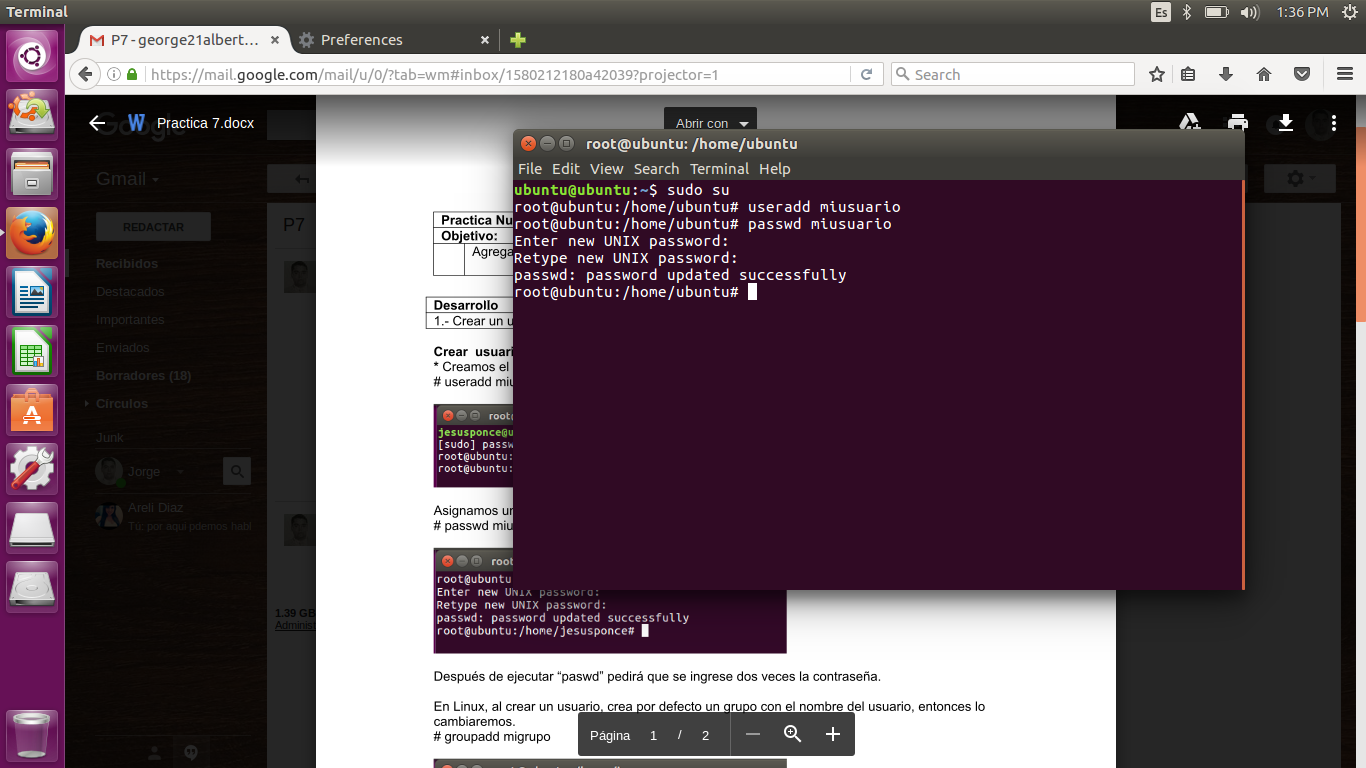 Terminal
Es
1:36 PM
P7 - george21albert...
Preferences
https://mail.google.com/mail/u/0/?tab=wm#inbox/1580212180a42039?projector=1
Search
Practica 7.docx
Abrir con
Google
Gmail
REDACTAR
P7
Recibidos
Destacados
Importantes
Enviados
Borradores (18)
Círculos
Junk
Jorge
Areli Diaz
Tú: por aqui pdemos habl
1.39 GB
Administ
root@ubuntu: /home/ubuntu
File Edit View Search Terminal Help
ubuntu@ubuntu:~$ sudo su
root@ubuntu:/home/ubuntu# useradd miusuario
root@ubuntu:/home/ubuntu# passwd miusuario
Enter new UNIX password:
Retype new UNIX password:
passwd: password updated successfully
root@ubuntu:/home/ubuntu#
Practica Nu
Objetivo:
Agrega
Desarrollo
1.- Crear un u
Crear usuari
* Creamos el
# useradd miu
root@
jesusponce@u
[sudo] passw
root@ubuntu:
root@ubuntu:
Asignamos un
# passwd miu
root
root@ubuntu
Enter new UNIX password:
Retype new UNIX password:
passwd: password updated successfully
root@ubuntu:/home/jesusponce#
Después de ejecutar “paswd” pedirá que se ingrese dos veces la contraseña.
En Linux, al crear un usuario, crea por defecto un grupo con el nombre del usuario, entonces lo
cambiaremos.
# groupadd migrupo
Página 1 / 2